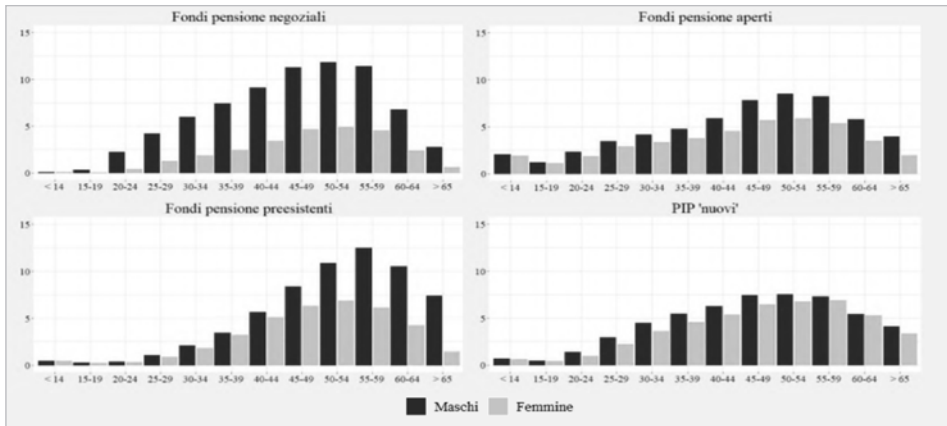 Fondi pensione negoziali
15
10
5
0
< 14 15-19 20-24 25-29 30-34 35-39 40-44 45-49 50-54 55-59 60-64 > 65
Fondi pensione aperti
15
10
5
0
< 14 15-19 20-24 25-29 30-34 35-39 40-44 45-49 50-54 55-59 60-64 > 65
Fondi pensione preesistenti
15
10
5
0
< 14 15-19 20-24 25-29 30-34 35-39 40-44 45-49 50-54 55-59 60-64 > 65
PIP 'nuovi'
15
10
5
0
< 14 15-19 20-24 25-29 30-34 35-39 40-44 45-49 50-54 55-59 60-64 > 65
Maschi Femmine